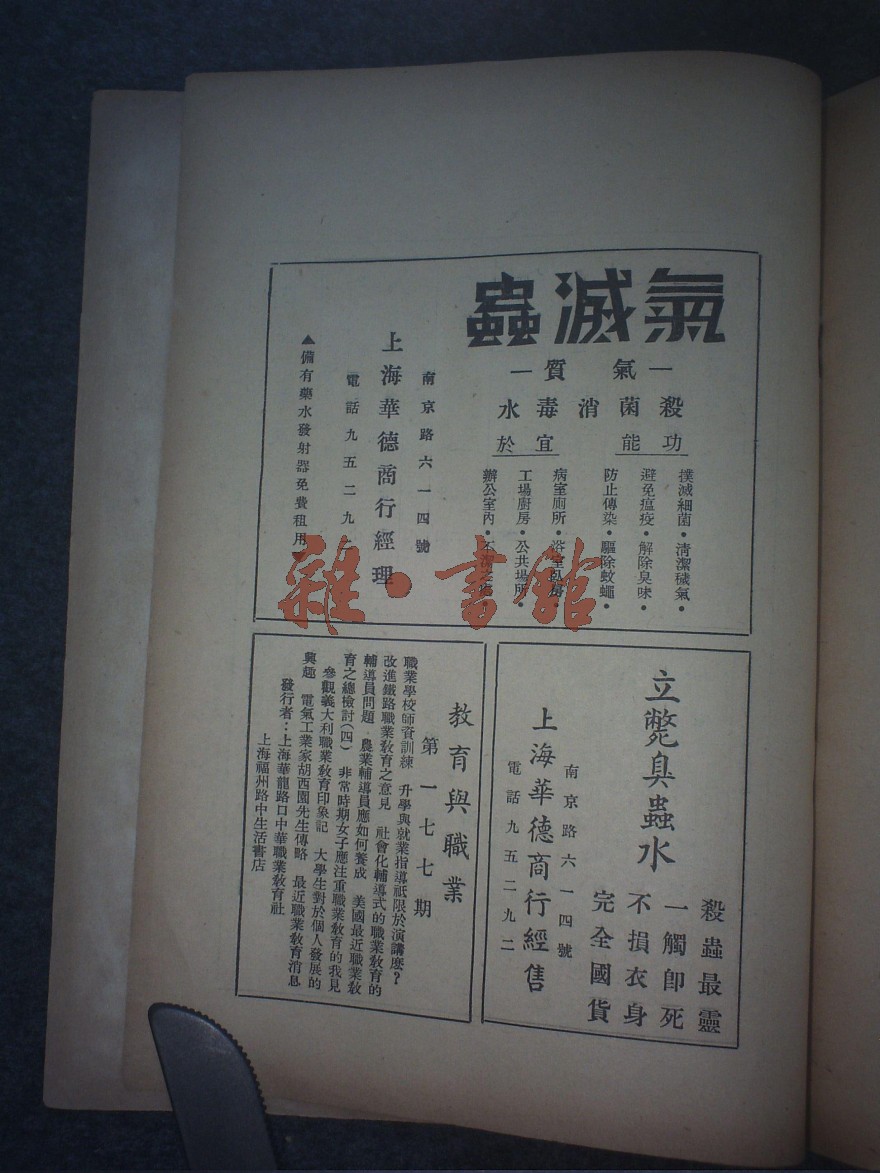 氣滅蟲
—氣質—
殺菌消毒水
功能
宜於
撲滅細菌•清潔穢氣•
避免瘟疫•解除臭味•
防止傳染•驅除蚊蠅•
病室厠所•浴室臥房•
工場廚房•公共場所•
辦公室內•
南京路六一四號
上海華德商行經理
電話九五二九
▲備有藥水發射器免費租用
雜•書館
立斃臭蟲水
殺蟲最靈
一觸即死
不損衣身
完全國貨
南京路六一四號
上海華德商行經售
電話九五二九二
教育與職業
第一七七期
職業學校師資訓練 升學與就業指導祇限於演講麽?
改進鐵路職業教育之意見 社會化輔導式的職業教育的
輔導員問題 農業輔導員應如何養成 美國最近職業教
育之總檢討(四) 非常時期女子應注重職業教育的我見
參觀義大利職業教育印象記 大學生對於個人發展的
興趣 電氣工業家胡西園先生傳略 最近職業教育消息
發行者:上海華龍路口中華職業教育社
上海福州路中生活書店